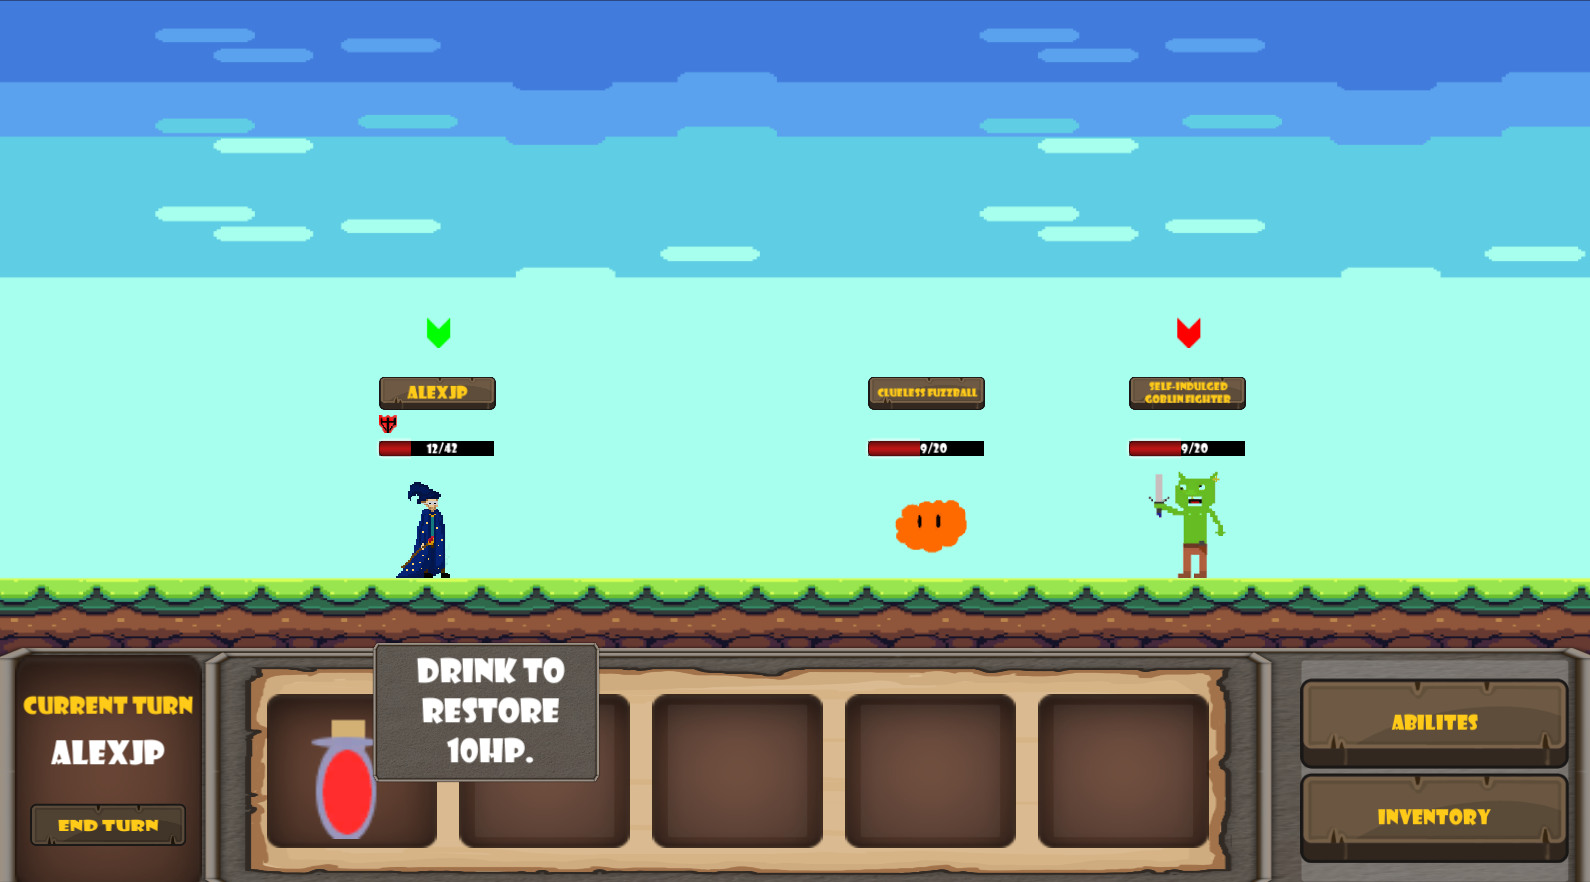 ALEXJP
CLUELESS FUZZBALL
SELF-INDULGED
GOBLIN FIGHTER
12/42
9/20
9/20
DRINK TO
RESTORE
10HP.
CURRENT TURN
ALEXJP
END TURN
ABILITES
INVENTORY